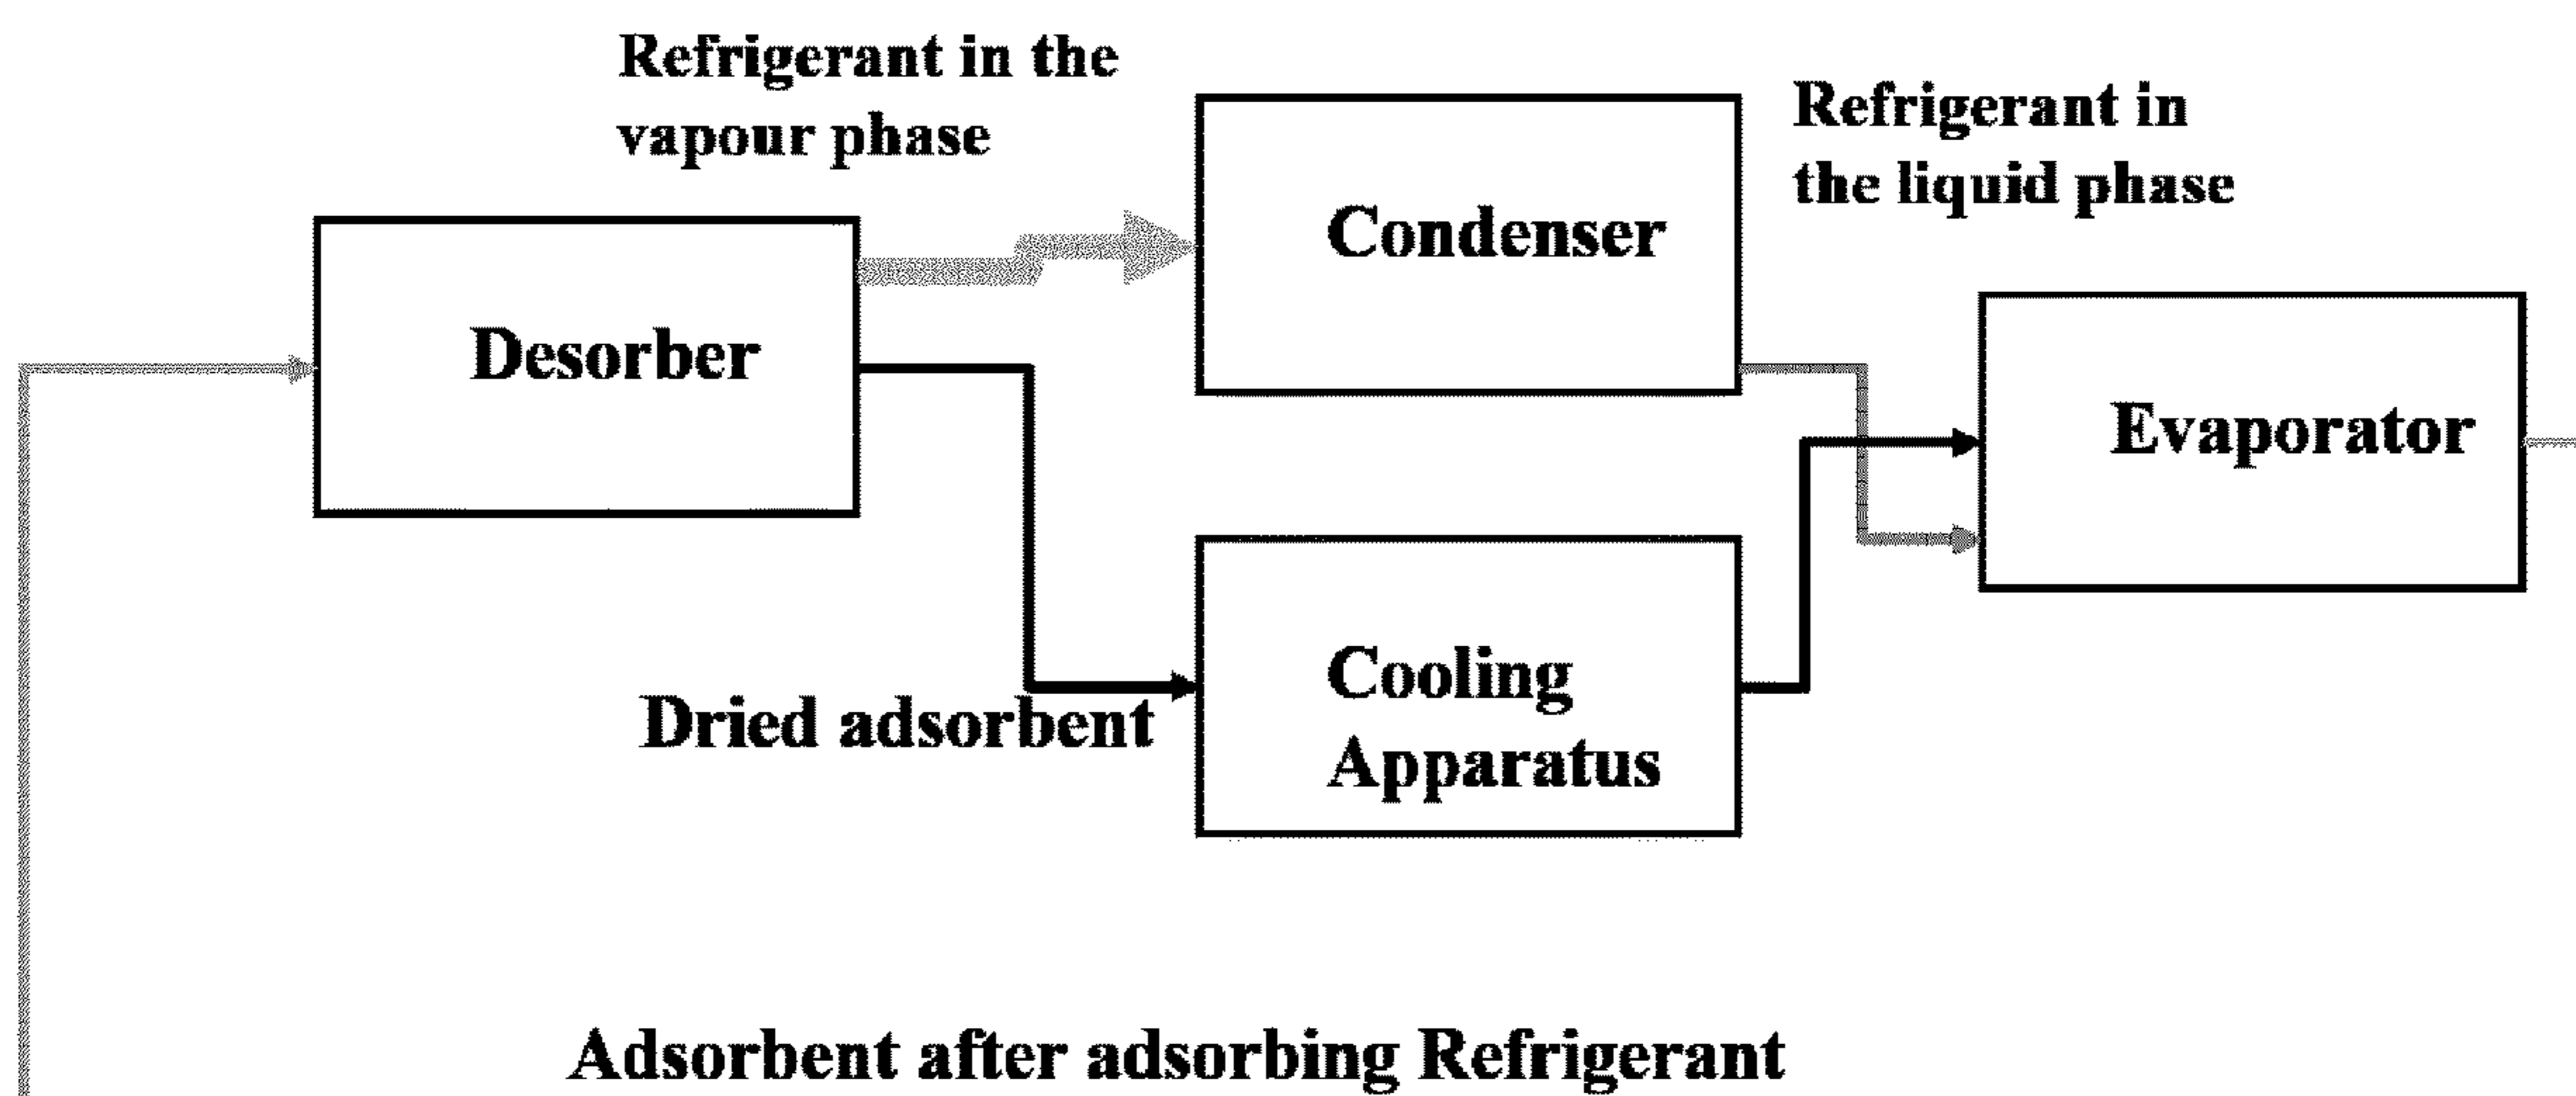 Refrigerant in the
vapour phase
Refrigerant in
the liquid phase
Condenser
Desorber
Evaporator
Cooling
Apparatus
Dried adsorbent
Adsorbent after adsorbing Refrigerant